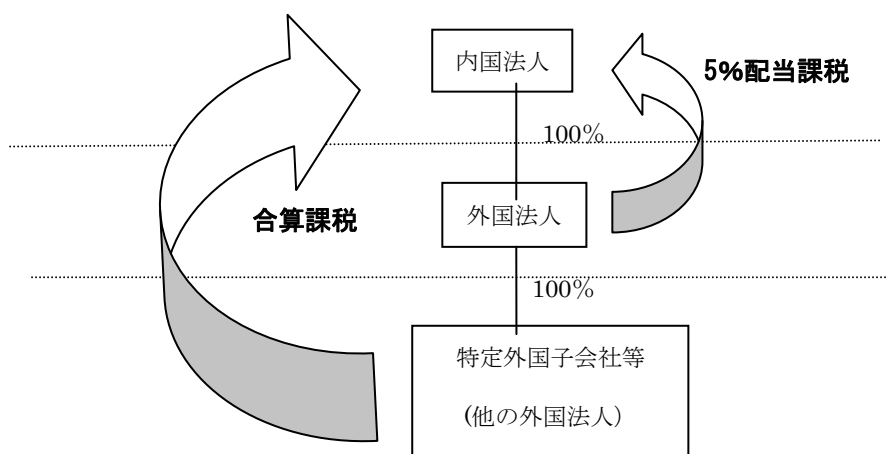 内国法人
5%配当課税
100%
外国法人
合算課税
100%
特定外国子会社等
(他の外国法人)